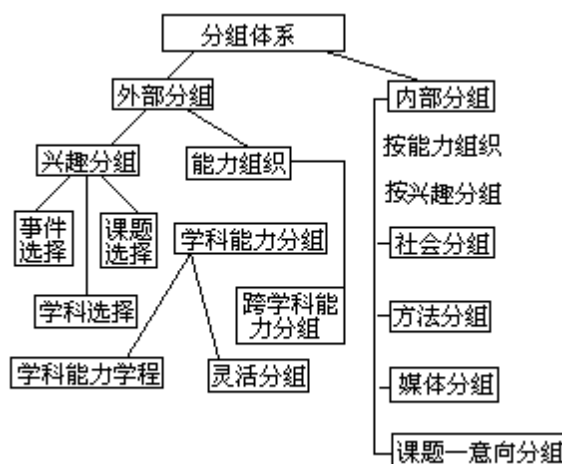 分组体系
外部分组
内部分组
兴趣分组
能力组织
按能力组织
按兴趣分组
事件
选择
课题
选择
学科能力分组
社会分组
学科选择
跨学科能
力分组
方法分组
学科能力学程
灵活分组
媒体分组
课题一意向分组